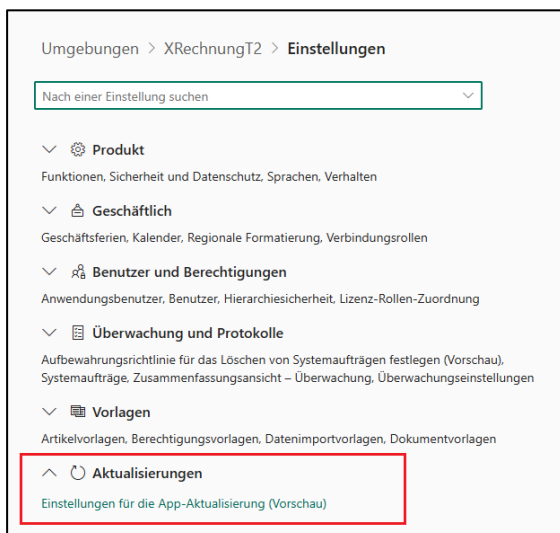 Umgebungen > XRechnungT2 > Einstellungen
Nach einer Einstellung suchen
Produkt
Funktionen, Sicherheit und Datenschutz, Sprachen, Verhalten
Geschäftlich
Geschäftsferien, Kalender, Regionale Formatierung, Verbindungsrollen
Benutzer und Berechtigungen
Anwendungsbenutzer, Benutzer, Hierarchiesicherheit, Lizenz-Rollen-Zuordnung
Überwachung und Protokolle
Aufbewahrungsrichtlinie für das Löschen von Systemaufträgen festlegen (Vorschau),
Systemaufträge, Zusammenfassungsansicht – Überwachung, Überwachungseinstellungen
Vorlagen
Artikelvorlagen, Berechtigungsvorlagen, Datenimportvorlagen, Dokumentvorlagen
Aktualisierungen
Einstellungen für die App-Aktualisierung (Vorschau)